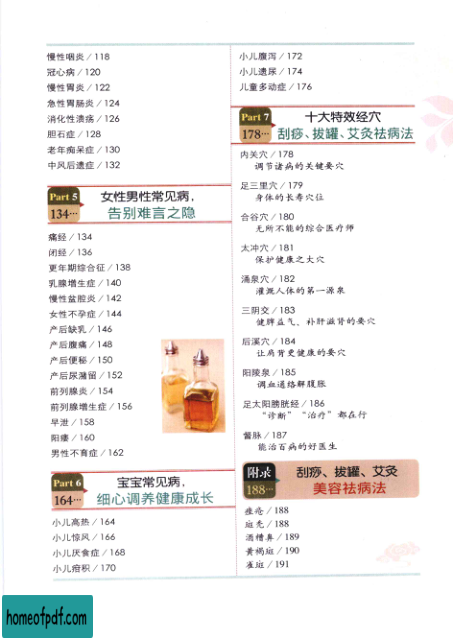 慢性咽炎 / 118
冠心病 / 120
慢性胃炎 / 122
急性胃肠炎 / 124
消化性溃疡 / 126
胆石症 / 128
老年痴呆症 / 130
中风后遗症 / 132
Part 5
134…
女性男性常见病，
告别难言之隐
痛经 / 134
闭经 / 136
更年期综合征 / 138
乳腺增生症 / 140
慢性盆腔炎 / 142
女性不孕症 / 144
产后缺乳 / 146
产后腹痛 / 148
产后便秘 / 150
产后尿潴留 / 152
前列腺炎 / 154
前列腺增生症 / 156
早泄 / 158
阳痿 / 160
男性不育症 / 162
Part 6
164…
宝宝常见病，
细心调养健康成长
小儿高热 / 164
小儿惊风 / 166
小儿厌食症 / 168
小儿疳积 / 170
小儿腹泻 / 172
小儿遗尿 / 174
儿童多动症 / 176
Part 7
178…
十大特效经穴
刮痧、拔罐、艾灸祛病法
内关穴 / 178
调节诸病的关键要穴
足三里穴 / 179
身体的长寿穴位
合谷穴 / 180
无所不能的综合医疗师
太冲穴 / 181
保护健康之大穴
涌泉穴 / 182
灌溉人体的第一源泉
三阴交 / 183
健脾益气、补肝滋肾的要穴
后溪穴 / 184
让肩背更健康的要穴
阳陵泉 / 185
调血通络解腹胀
足太阳膀胱经 / 186
“诊断”“治疗”都在行
督脉 / 187
能治百病的好医生
附录
188…
刮痧、拔罐、艾灸
美容祛病法
痤疮 / 188
斑秃 / 188
酒糟鼻 / 189
黄褐斑 / 190
雀斑 / 191
homeofpdf.com